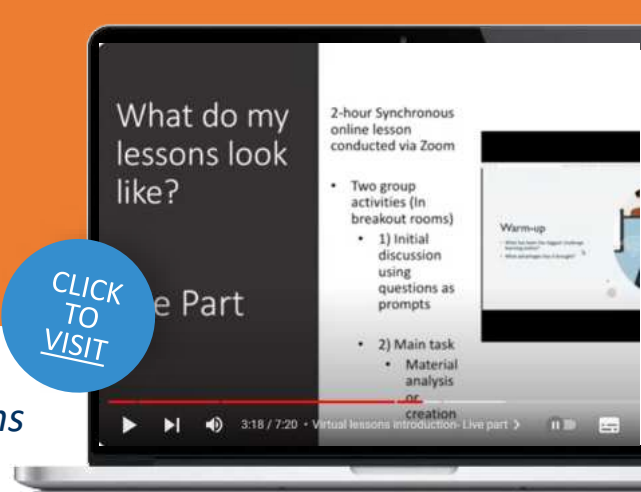 What do my
lessons look
like?
e Part
2-hour Synchronous
online lesson
conducted via Zoom
• Two group
activities (In
breakout rooms)
• 1) Initial
discussion
using
questions as
prompts
• 2) Main task
• Material
analysis
or
creation
Warm-up
CLICK
TO
VISIT
ns
3:18 / 7:20 • Virtual lessons introduction- Live part